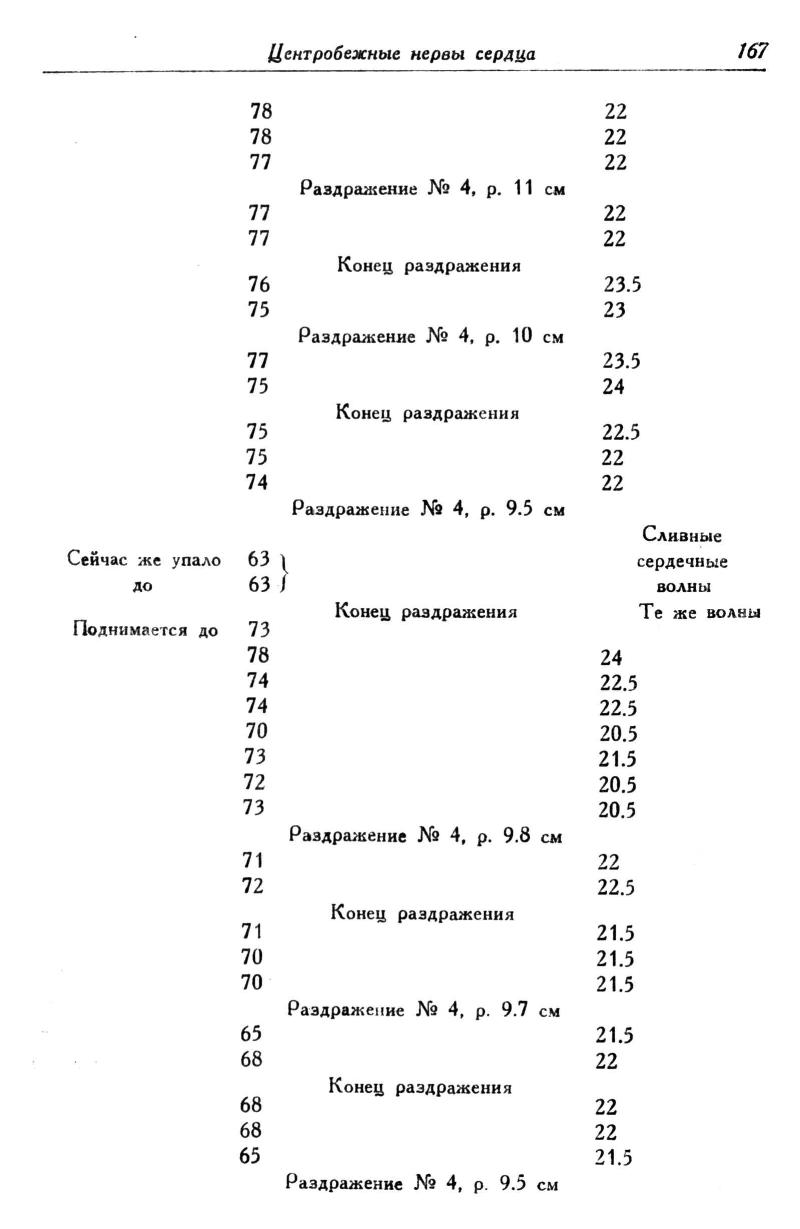 Центробежные нервы сердца 167
78 22
78 22
77 22
Раздражение № 4, р. 11 см
77 22
77 22
Конец раздражения
76 23.5
75 23
Раздражение № 4, р. 10 см
77 23.5
75 24
Конец раздражения
75 22.5
75 22
74 22
Раздражение № 4, р. 9.5 см
Сливные
Сейчас же упало 63 } сердечные
до 63 волны
Конец раздражения Те же волны
Поднимается до 73
78 24
74 22.5
74 22.5
70 20.5
73 21.5
72 20.5
73 20.5
Раздражение № 4, р. 9.8 см
71 22
72 22.5
Конец раздражения
71 21.5
70 21.5
70 21.5
Раздражение № 4, р. 9.7 см
65 21.5
68 22
Конец раздражения
68 22
68 22
65 21.5
Раздражение № 4, р. 9.5 см